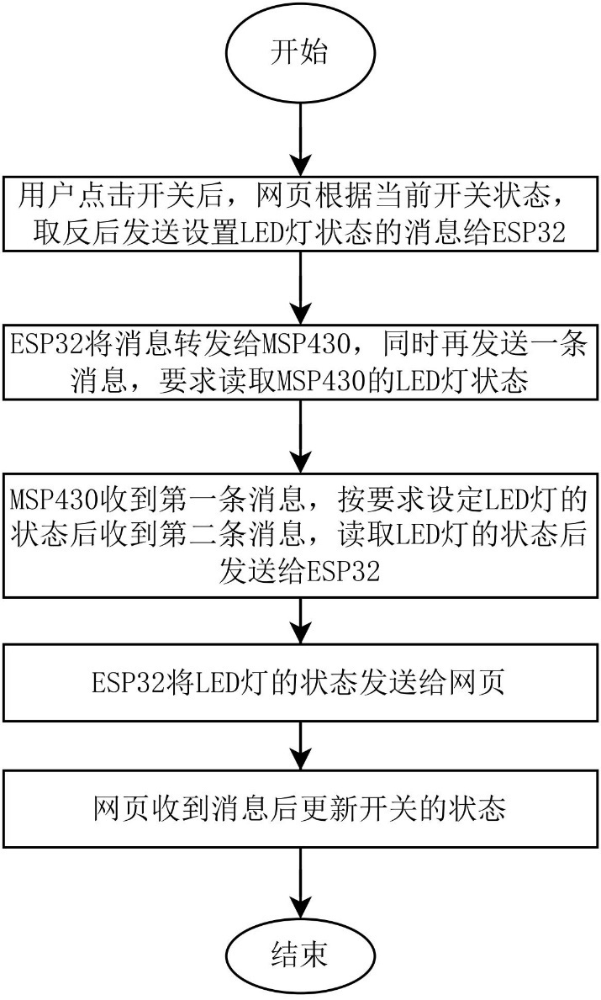 开始
用户点击开关后，网页根据当前开关状态，
取反后发送设置LED灯状态的消息给ESP32
ESP32将消息转发给MSP430，同时再发送一条
消息，要求读取MSP430的LED灯状态
MSP430收到第一条消息，按要求设定LED灯的
状态后收到第二条消息，读取LED灯的状态后
发送给ESP32
ESP32将LED灯的状态发送给网页
网页收到消息后更新开关的状态
结束